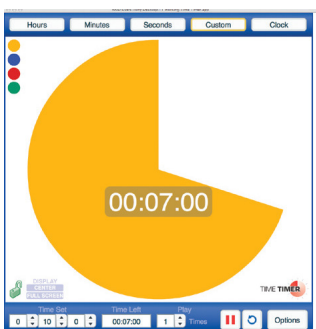 Hours Minutes Seconds Custom Clock
00:07:00
DISPLAY
CENTER
FULL SCREEN
TIME TIMER
Time Set Time Left Play
0 10 0 00:07:00 1 Times Options